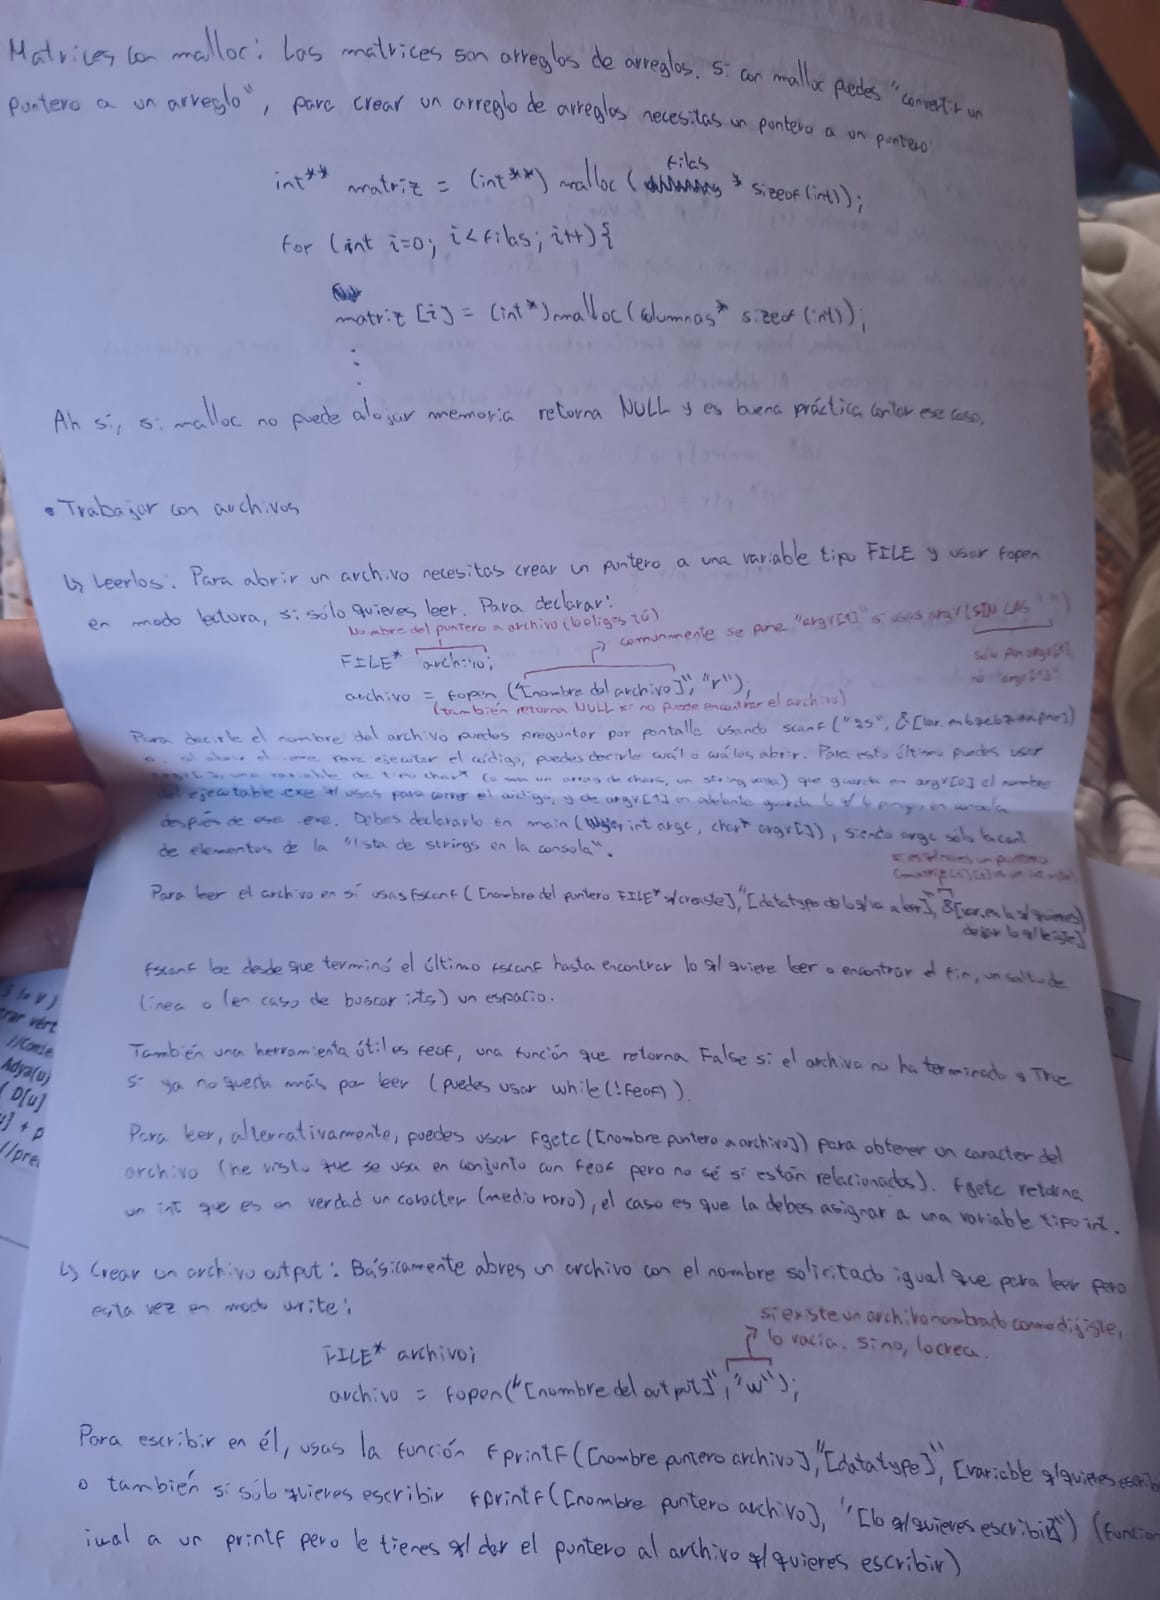 Matrices con malloc: Las matrices son arreglos de arreglos. Si con malloc puedes "convertir un
puntero a un arreglo", para crear un arreglo de arreglos necesitas un puntero a un puntero:
filas
int** matriz = (int**) malloc ( * sizeof(int));
for (int i=0; i<filas; i++){
matriz [i] = (int*)malloc(columnas* sizeof(int));
:
.
Ah sí, si malloc no puede alojar memoria retorna NULL y es buena práctica contar ese caso.
• Trabajar con archivos
↳ Leerlos. Para abrir un archivo necesitas crear un puntero a una variable tipo FILE y usar fopen
en modo lectura, si sólo quieres leer. Para declarar:
Nombre del puntero a archivo (lo eliges tú)
comúnmente se pone "argv[1]" si usas argv (SIN LAS " ")
FILE* archivo;
sólo pon argv[1]
no "argv[1]"
archivo = fopen ("[nombre del archivo]", "r");
(también retorna NULL si no puede encontrar el archivo)
Para decirle el nombre del archivo puedes preguntar por pantalla usando scanf ("%s", &[var.
el código, puedes decirle cuál o cuáles abrir. Para esto último puedes usar
una variable de tipo char* (o sea un array de chars, un string) que guarda en argv[0] el nombre
del ejecutable .exe q/ usas para correr el código, y de argv[1] en adelante guarda lo q/ en consola
después de ese .exe. Debes declararlo en main ( int argc, char* argv[]), siendo argc sólo la cant
de elementos de la "lista de strings en la consola".
un puntero
Para leer el archivo en sí usas fscanf ( [nombre del puntero FILE* q/ creaste], "[datatype de lo q/ va a leer]", &[var. en la q/ quieres]
dejar lo q/ leíste]
fscanf lee desde que terminó el último fscanf hasta encontrar lo q/ quiere leer o encontrar el fin, un salto de
línea o (en caso de buscar ints) un espacio.
También una herramienta útil es feof, una función que retorna False si el archivo no ha terminado y True
si ya no queda más por leer (puedes usar while(!feof)).
Para leer, alternativamente, puedes usar fgetc([nombre puntero a archivo]) para obtener un caracter del
archivo (he visto que se usa en conjunto con feof pero no sé si están relacionados). fgetc retorna
un int que es en verdad un caracter (medio raro), el caso es que la debes asignar a una variable tipo int.
↳ Crear un archivo output: Básicamente abres un archivo con el nombre solicitado igual que para leer pero
esta vez en modo write:
si existe un archivo nombrado como dijiste,
lo vacía. Sino, lo crea.
FILE* archivo;
archivo = fopen("[nombre del output]", "w");
Para escribir en él, usas la función fprintf([nombre puntero archivo], "[datatype]", [variable q/ quieres escrib
o también si sólo quieres escribir fprintf([nombre puntero archivo], "[lo q/ quieres escribir]") (funcion
iual a un printf pero le tienes q/ dar el puntero al archivo q/ quieres escribir)
5 to v)
trar vért
Adya(u)
( D[u]
u] + p
//pre